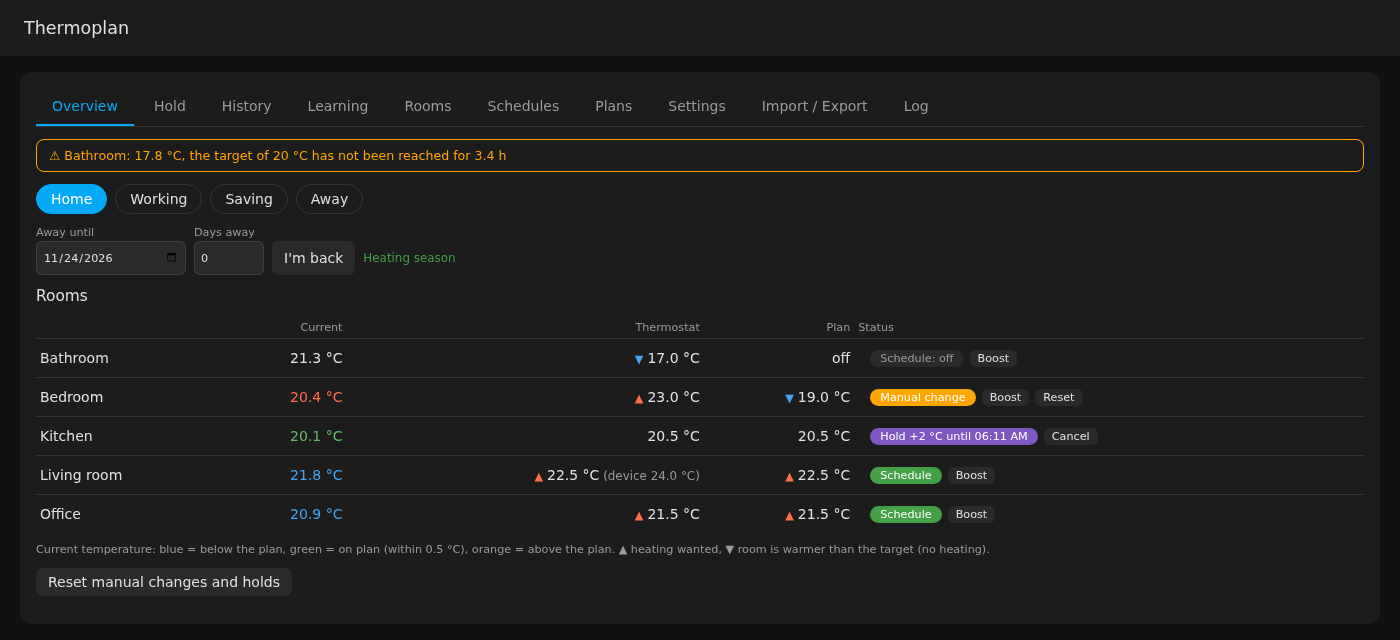 Thermoplan
Overview Hold History Learning Rooms Schedules Plans Settings Import / Export Log
⚠ Bathroom: 17.8 °C, the target of 20 °C has not been reached for 3.4 h
Home Working Saving Away
Away until Days away
11/24/2026 0 I'm back Heating season
Rooms
Current Thermostat Plan Status
Bathroom 21.3 °C ▼ 17.0 °C off Schedule: off Boost
Bedroom 20.4 °C ▲ 23.0 °C ▼ 19.0 °C Manual change Boost Reset
Kitchen 20.1 °C 20.5 °C 20.5 °C Hold +2 °C until 06:11 AM Cancel
Living room 21.8 °C ▲ 22.5 °C (device 24.0 °C) ▲ 22.5 °C Schedule Boost
Office 20.9 °C ▲ 21.5 °C ▲ 21.5 °C Schedule Boost
Current temperature: blue = below the plan, green = on plan (within 0.5 °C), orange = above the plan. ▲ heating wanted, ▼ room is warmer than the target (no heating).
Reset manual changes and holds